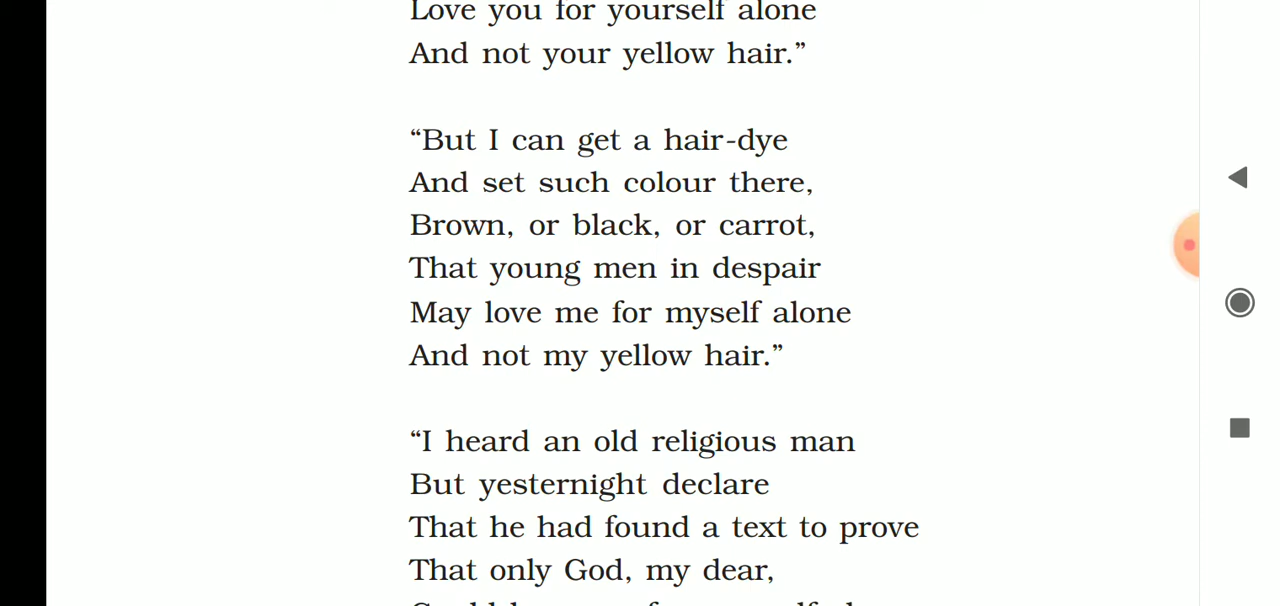 Love you for yourself alone
And not your yellow hair.”
“But I can get a hair-dye
And set such colour there,
Brown, or black, or carrot,
That young men in despair
May love me for myself alone
And not my yellow hair.”
“I heard an old religious man
But yesternight declare
That he had found a text to prove
That only God, my dear,